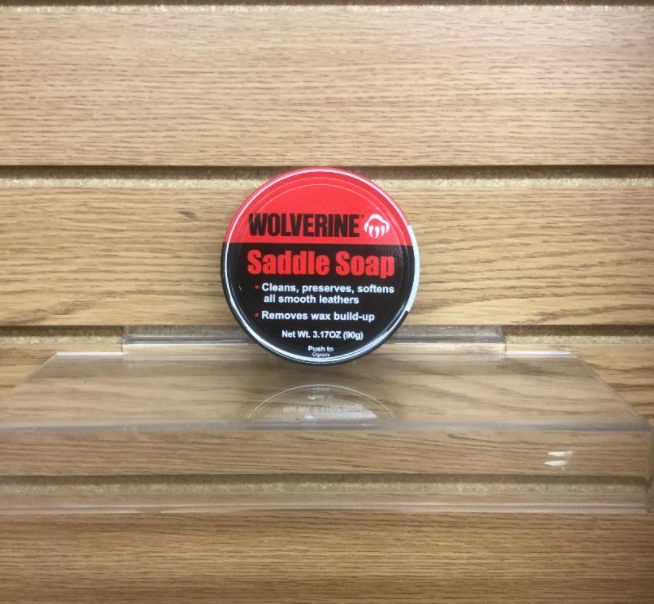 WOLVERINE®
Saddle Soap
• Cleans, preserves, softens
all smooth leathers
• Removes wax build-up
Net Wt. 3.17OZ (90g)
Push to
Open